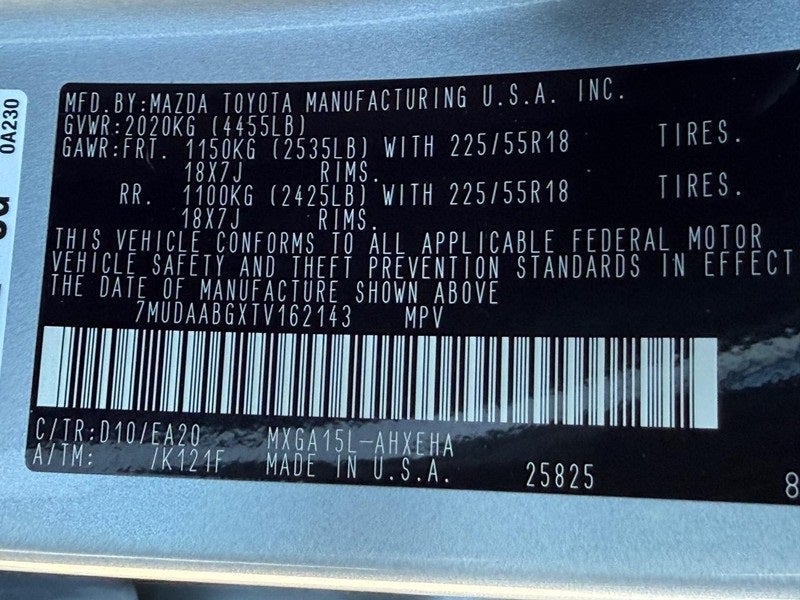 MFD.BY:MAZDA TOYOTA MANUFACTURING U.S.A. INC.
GVWR:2020KG (4455LB)
GAWR:FRT. 1150KG (2535LB) WITH 225/55R18 TIRES.
18X7J RIMS.
RR. 1100KG (2425LB) WITH 225/55R18 TIRES.
18X7J RIMS.
THIS VEHICLE CONFORMS TO ALL APPLICABLE FEDERAL MOTOR
VEHICLE SAFETY AND THEFT PREVENTION STANDARDS IN EFFECT
THE DATE OF MANUFACTURE SHOWN ABOVE
7MUDAABGXTV162143 MPV
C/TR:D10/EA20 MXGA15L-AHXEHA
A/TM: /K121F MADE IN U.S.A. 25825 8
0A230